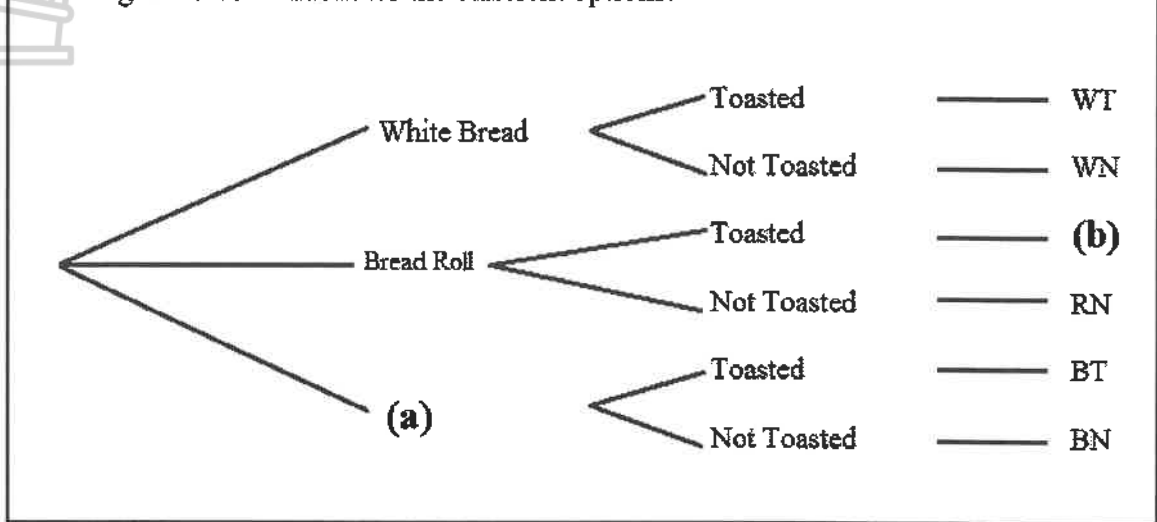 Toasted WT
White Bread
Not Toasted WN
Toasted (b)
Bread Roll
Not Toasted RN
Toasted BT
(a)
Not Toasted BN